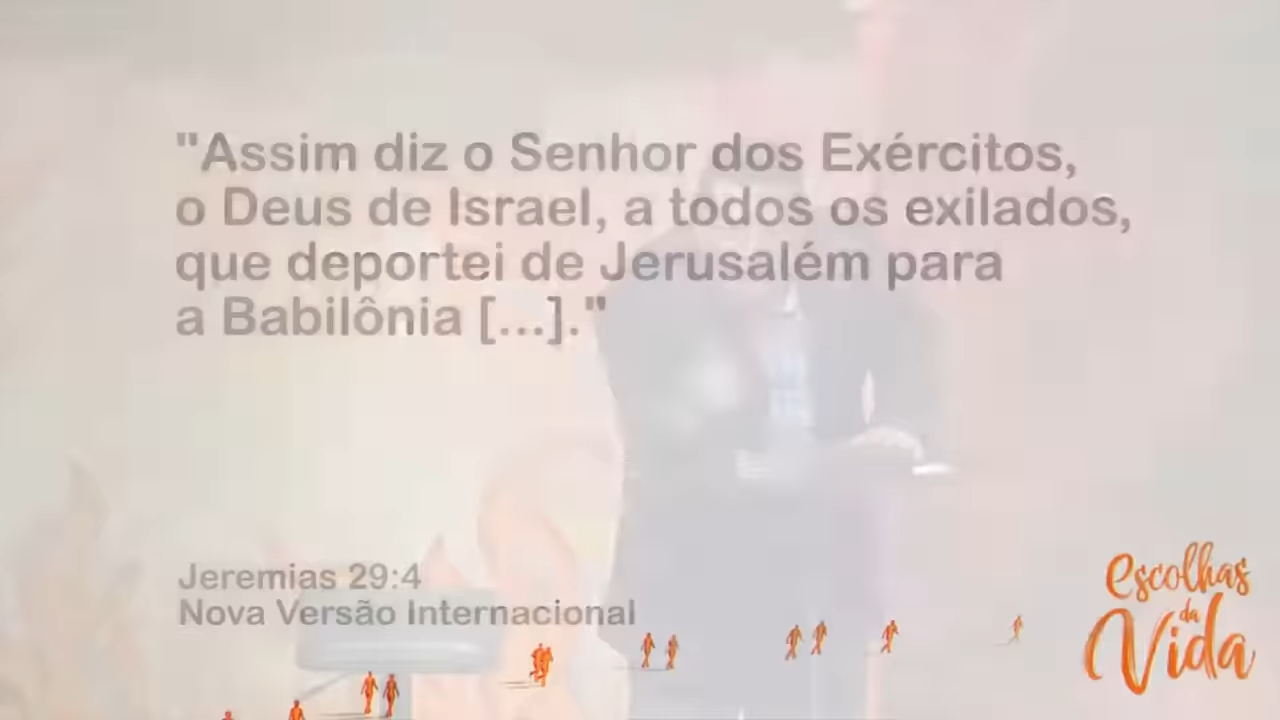 "Assim diz o Senhor dos Exércitos,
o Deus de Israel, a todos os exilados,
que deportei de Jerusalém para
a Babilônia [...]."
Jeremias 29:4
Nova Versão Internacional
Escolhas
da
Vida